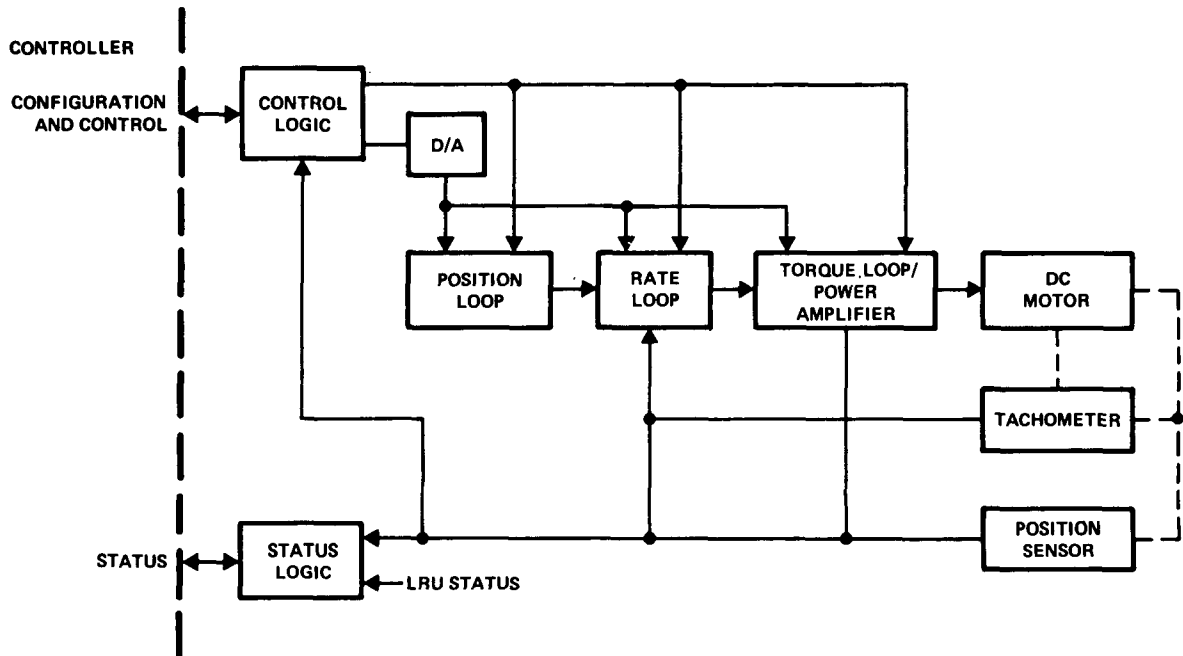 CONTROLLER
CONFIGURATION
AND CONTROL
CONTROL
LOGIC
D/A
POSITION
LOOP
RATE
LOOP
TORQUE LOOP/
POWER
AMPLIFIER
DC
MOTOR
TACHOMETER
POSITION
SENSOR
STATUS
STATUS
LOGIC
LRU STATUS